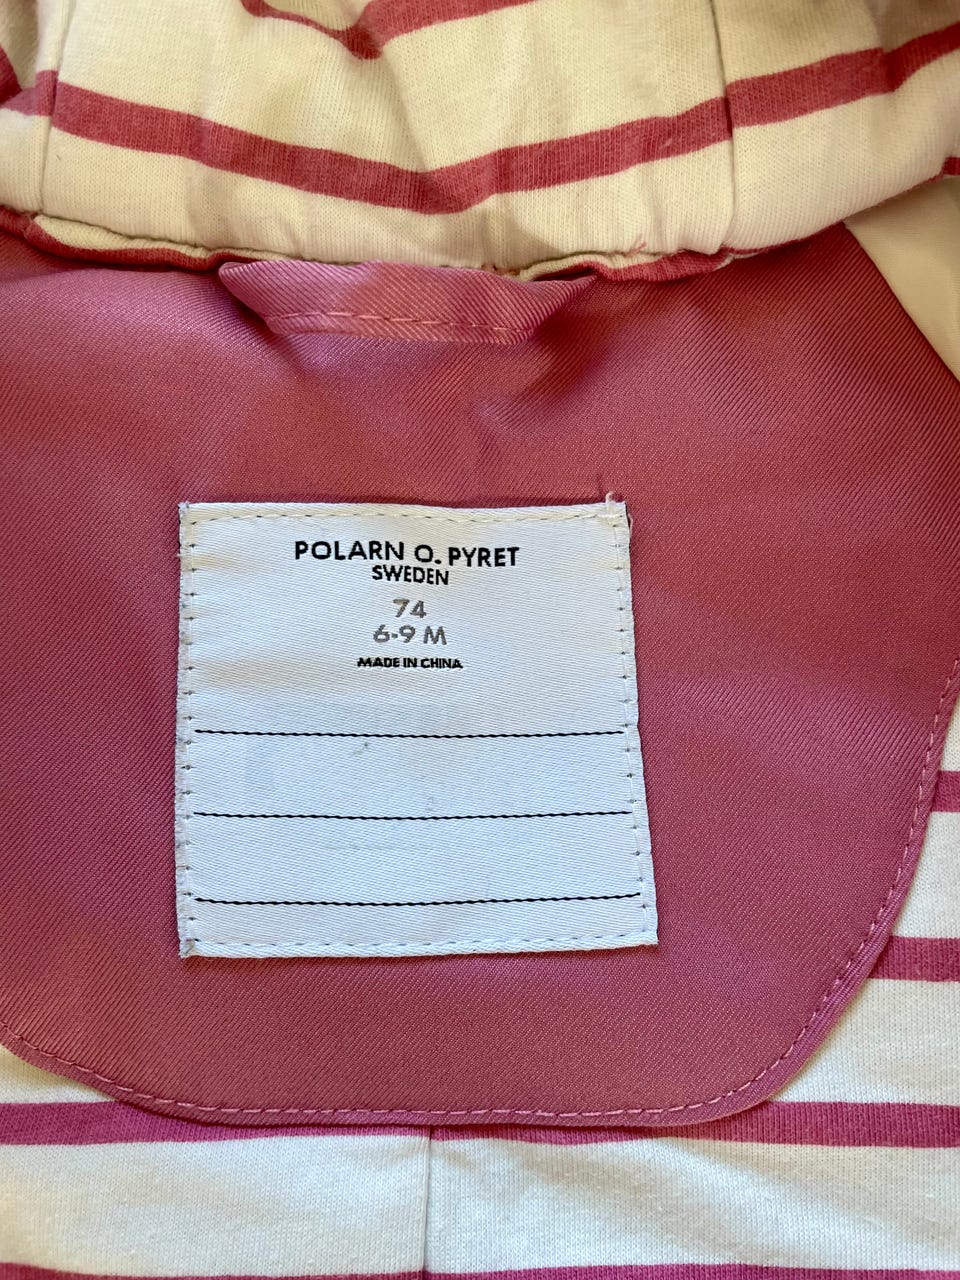 POLARN O. PYRET
SWEDEN
74
6-9 M
MADE IN CHINA